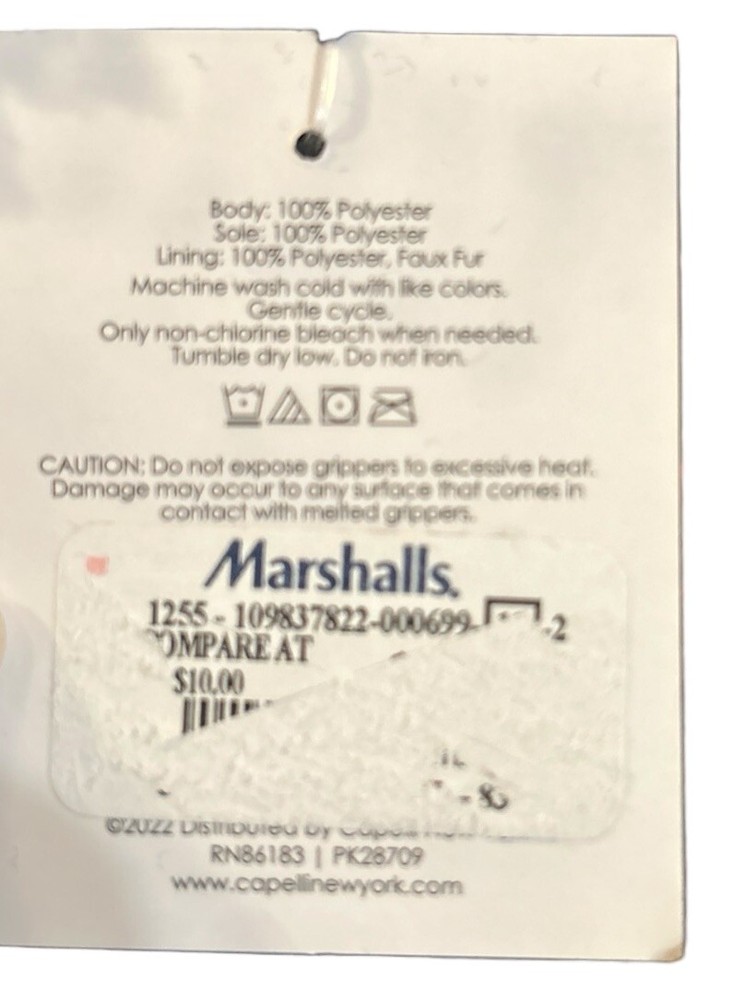 Body: 100% Polyester
Sole: 100% Polyester
Lining: 100% Polyester, Faux Fur
Machine wash cold with like colors.
Gentle cycle.
Only non-chlorine bleach when needed.
Tumble dry low. Do not iron.
CAUTION: Do not expose grippers to excessive heat.
Damage may occur to any surface that comes in
contact with melted grippers.
Marshalls.
1255 - 109837822-000699- -2
OMPARE AT
$10.00
©2022 Distributed by Capelli
RN86183 | PK28709
www.capellinewyork.com